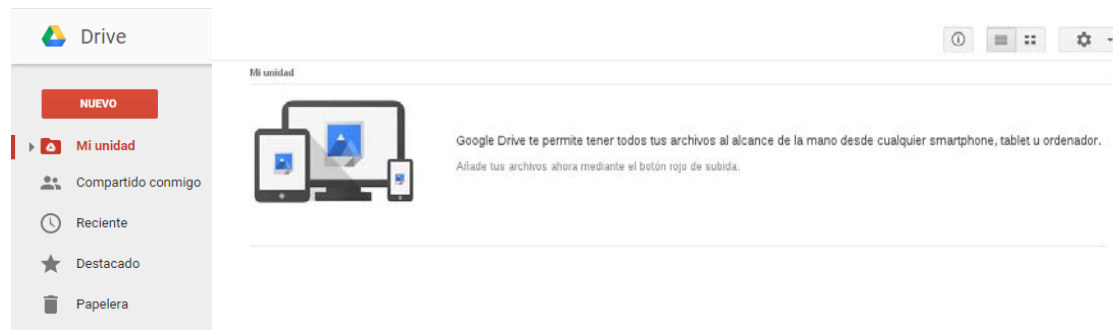 Drive
NUEVO
Mi unidad
Compartido conmigo
Reciente
Destacado
Papelera
Mi unidad
Google Drive te permite tener todos tus archivos al alcance de la mano desde cualquier smartphone, tablet u ordenador.
Añade tus archivos ahora mediante el botón rojo de subida.